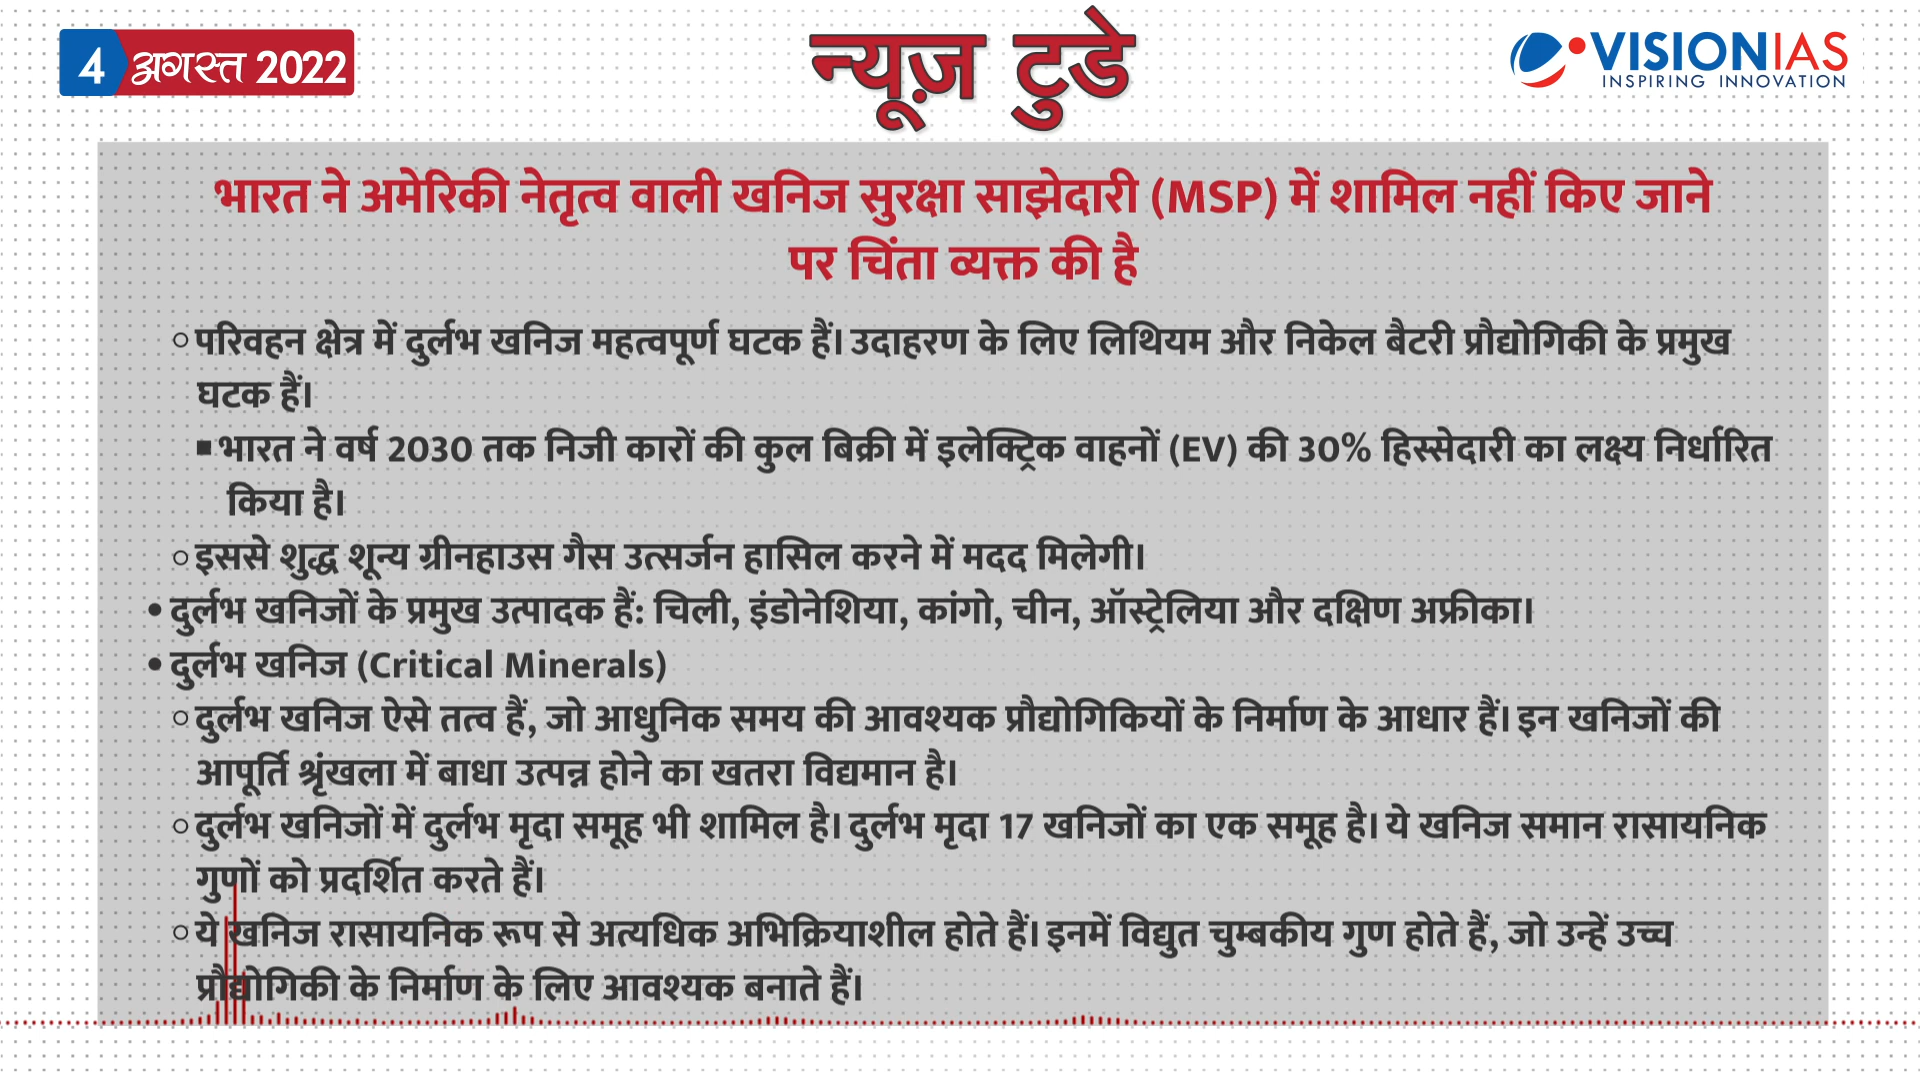 4 अगस्त 2022
न्यूज़ टुडे
VISIONIAS
INSPIRING INNOVATION
भारत ने अमेरिकी नेतृत्व वाली खनिज सुरक्षा साझेदारी (MSP) में शामिल नहीं किए जाने
पर चिंता व्यक्त की है
○ परिवहन क्षेत्र में दुर्लभ खनिज महत्वपूर्ण घटक हैं। उदाहरण के लिए लिथियम और निकेल बैटरी प्रौद्योगिकी के प्रमुख
घटक हैं।
▪ भारत ने वर्ष 2030 तक निजी कारों की कुल बिक्री में इलेक्ट्रिक वाहनों (EV) की 30% हिस्सेदारी का लक्ष्य निर्धारित
किया है।
○ इससे शुद्ध शून्य ग्रीनहाउस गैस उत्सर्जन हासिल करने में मदद मिलेगी।
• दुर्लभ खनिजों के प्रमुख उत्पादक हैं: चिली, इंडोनेशिया, कांगो, चीन, ऑस्ट्रेलिया और दक्षिण अफ्रीका।
• दुर्लभ खनिज (Critical Minerals)
○ दुर्लभ खनिज ऐसे तत्व हैं, जो आधुनिक समय की आवश्यक प्रौद्योगिकियों के निर्माण के आधार हैं। इन खनिजों की
आपूर्ति श्रृंखला में बाधा उत्पन्न होने का खतरा विद्यमान है।
○ दुर्लभ खनिजों में दुर्लभ मृदा समूह भी शामिल है। दुर्लभ मृदा 17 खनिजों का एक समूह है। ये खनिज समान रासायनिक
गुणों को प्रदर्शित करते हैं।
○ ये खनिज रासायनिक रूप से अत्यधिक अभिक्रियाशील होते हैं। इनमें विद्युत चुम्बकीय गुण होते हैं, जो उन्हें उच्च
प्रौद्योगिकी के निर्माण के लिए आवश्यक बनाते हैं।